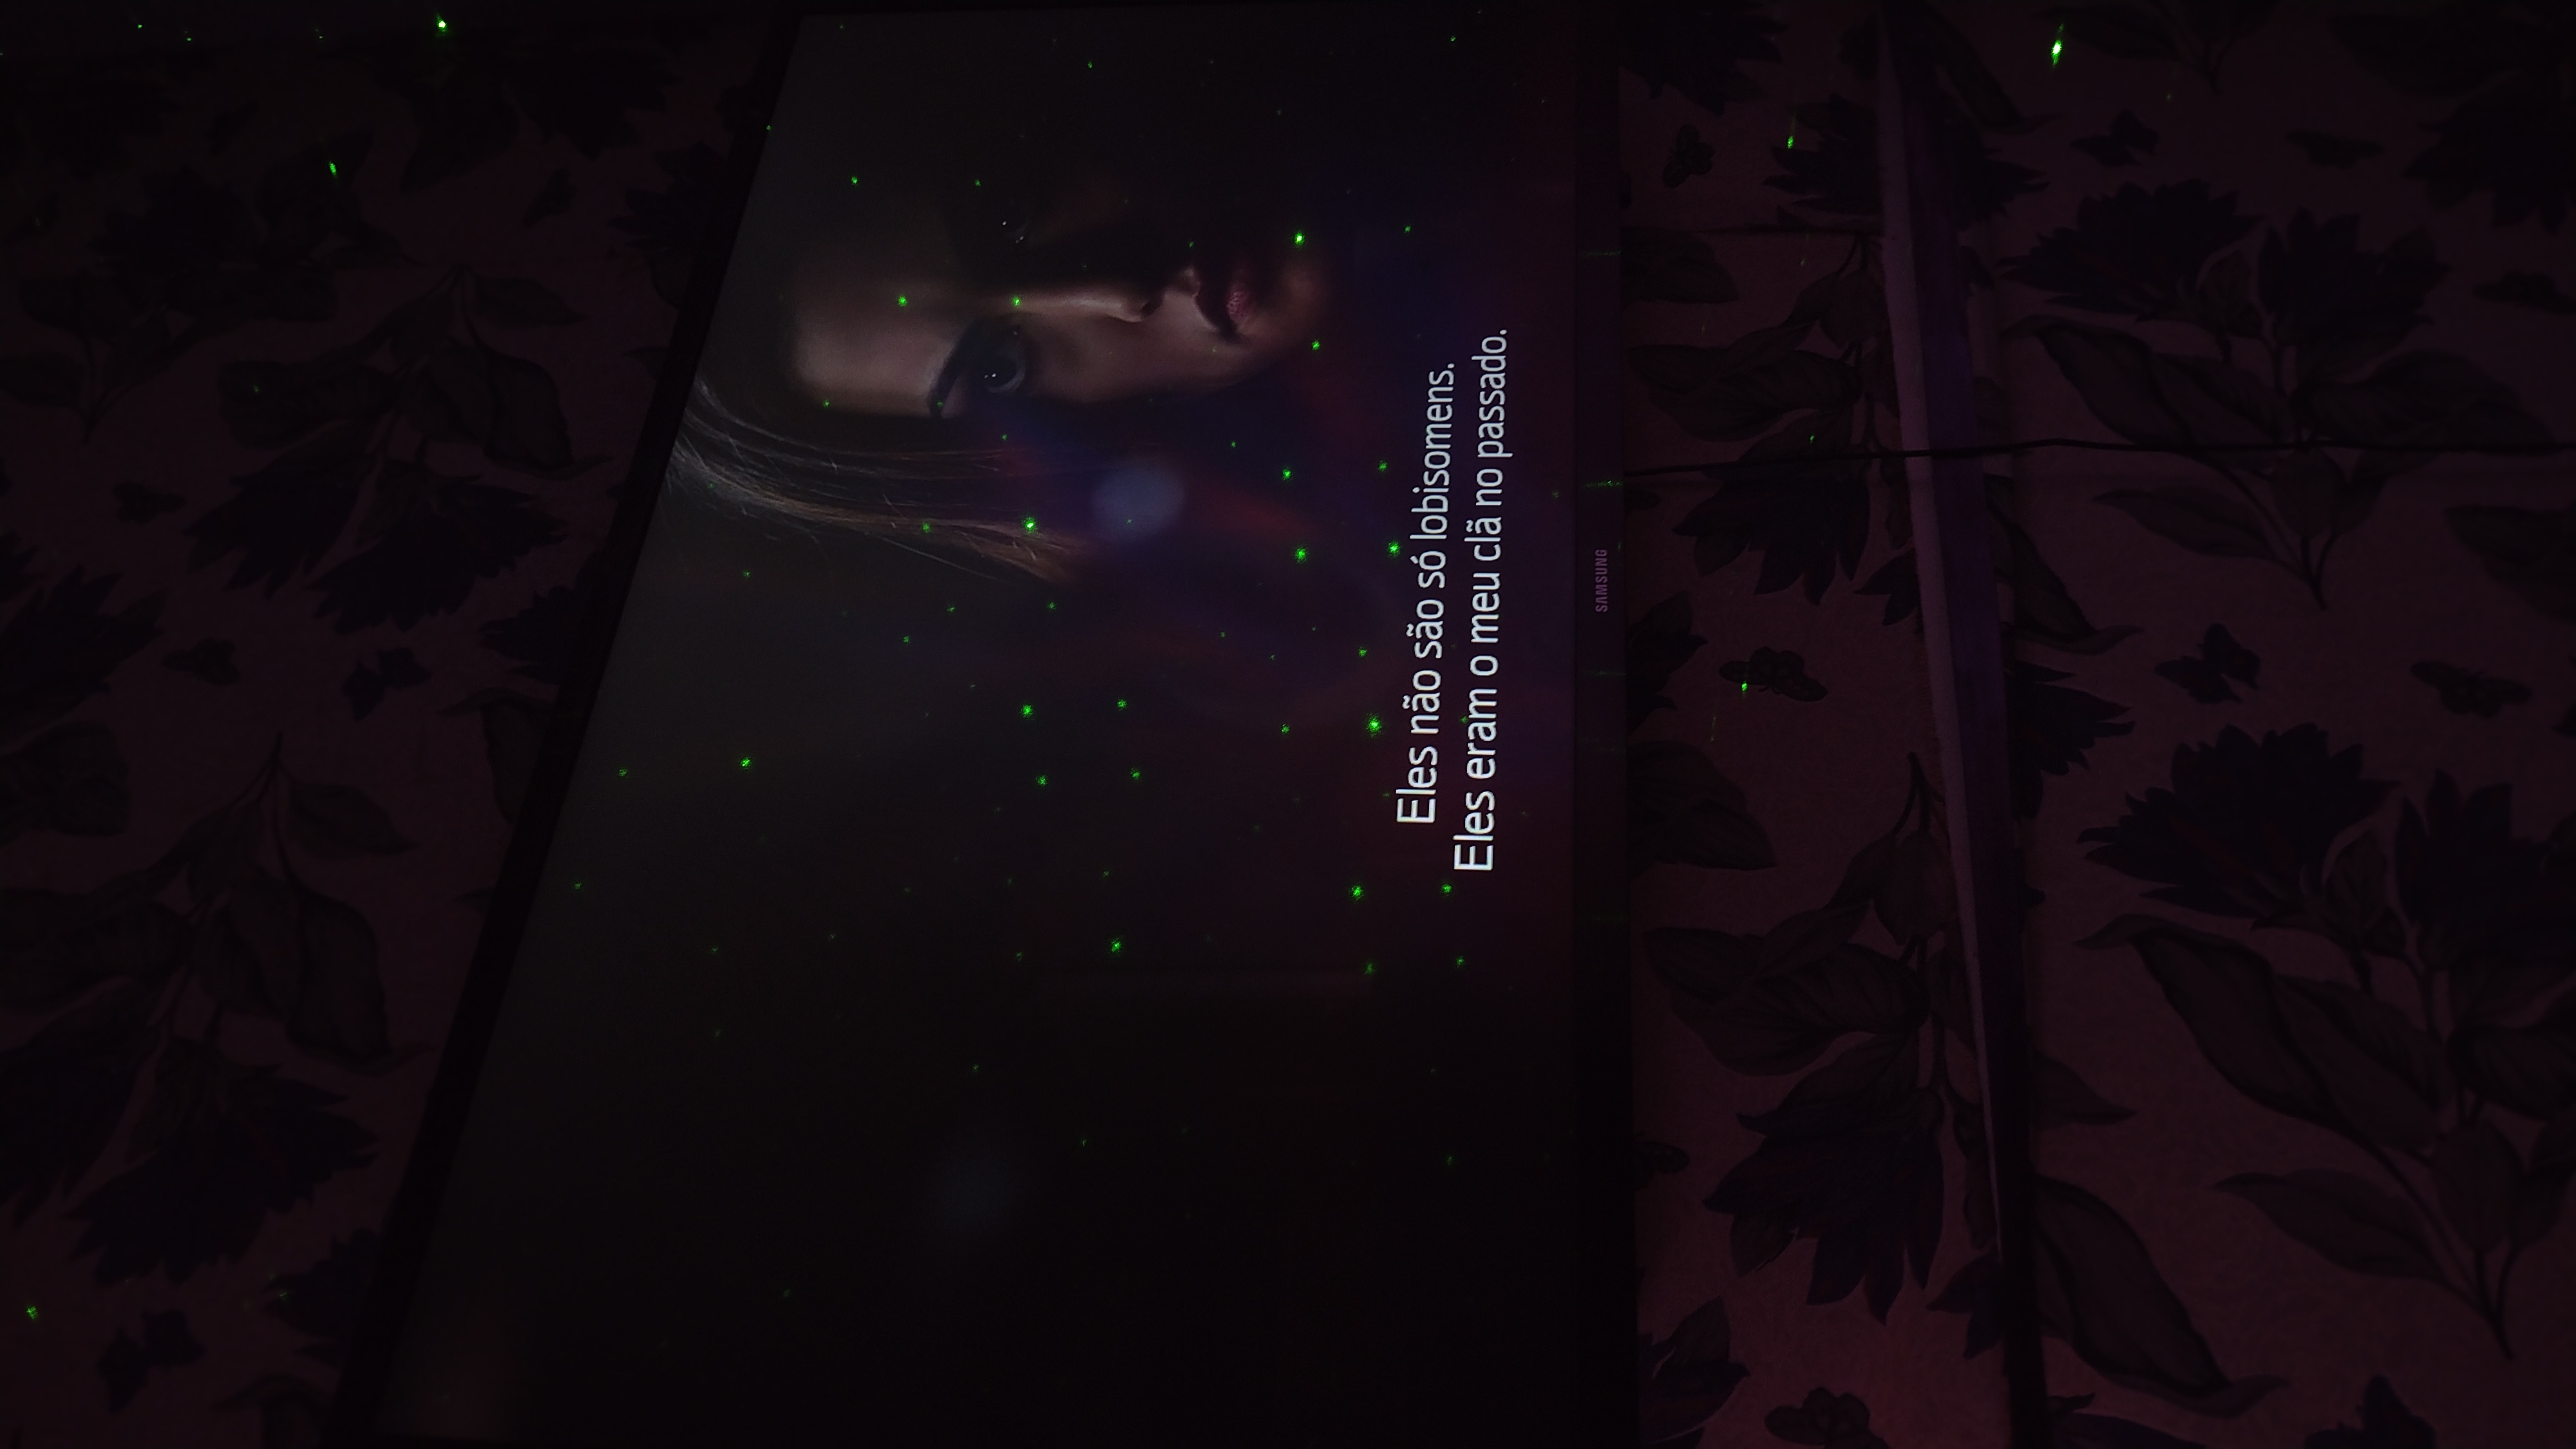 Eles não são só lobisomens.
Eles eram o meu clã no passado.
SAMSUNG